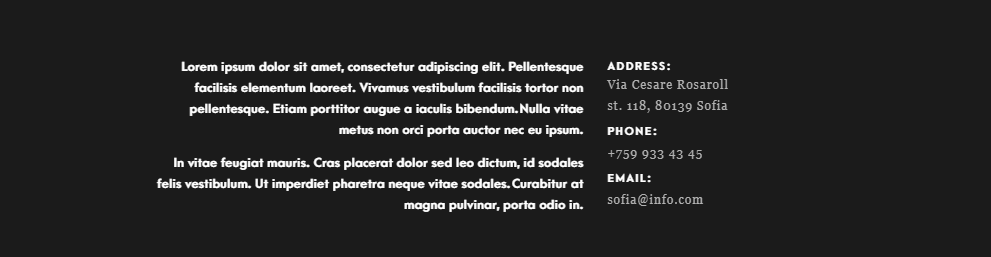 Lorem ipsum dolor sit amet, consectetur adipiscing elit. Pellentesque
facilisis elementum laoreet. Vivamus vestibulum facilisis tortor non
pellentesque. Etiam porttitor augue a iaculis bibendum.Nulla vitae
metus non orci porta auctor nec eu ipsum.
In vitae feugiat mauris. Cras placerat dolor sed leo dictum, id sodales
felis vestibulum. Ut imperdiet pharetra neque vitae sodales.Curabitur at
magna pulvinar, porta odio in.
ADDRESS:
Via Cesare Rosaroll
st. 118, 80139 Sofia
PHONE:
+759 933 43 45
EMAIL:
sofia@info.com